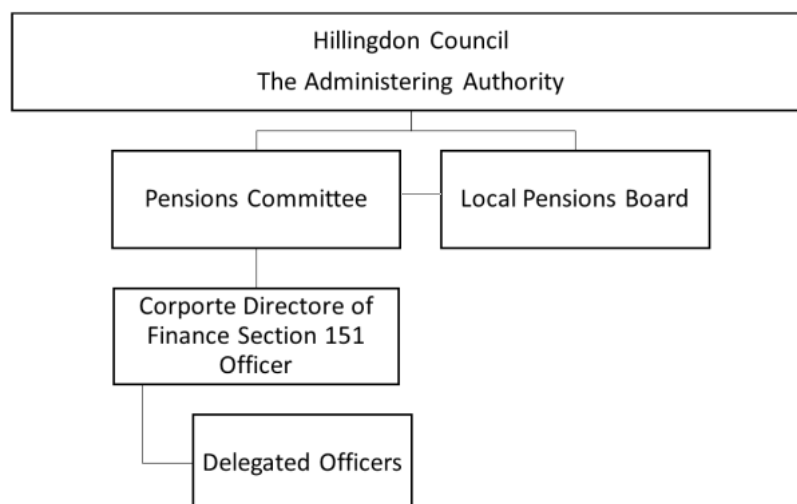 Hillingdon Council
The Administering Authority
Pensions Committee
Local Pensions Board
Corporte Directore of
Finance Section 151
Officer
Delegated Officers